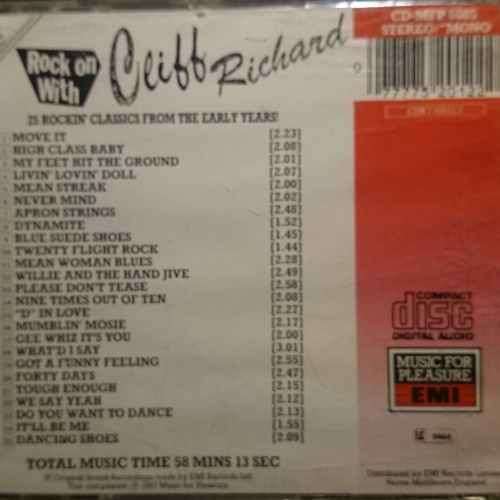 Rock on
With
Cliff Richard
CD-MFP 6005
STEREO/*MONO
25 ROCKIN' CLASSICS FROM THE EARLY YEARS!
MOVE IT [2.23]
HIGH CLASS BABY [2.08]
MY FEET HIT THE GROUND [2.01]
LIVIN' LOVIN' DOLL [2.07]
MEAN STREAK [2.00]
NEVER MIND [2.02]
APRON STRINGS [2.48]
DYNAMITE [1.52]
BLUE SUEDE SHOES [1.45]
TWENTY FLIGHT ROCK [1.44]
MEAN WOMAN BLUES [2.28]
WILLIE AND THE HAND JIVE [2.49]
PLEASE DON'T TEASE [2.58]
NINE TIMES OUT OF TEN [2.08]
"D" IN LOVE [2.27]
MUMBLIN' MOSIE [2.17]
GEE WHIZ IT'S YOU [2.00]
WHAT'D I SAY [3.01]
GOT A FUNNY FEELING [2.55]
FORTY DAYS [2.47]
TOUGH ENOUGH [2.15]
WE SAY YEAH [2.12]
DO YOU WANT TO DANCE [2.13]
IT'LL BE ME [1.55]
DANCING SHOES [2.09]
TOTAL MUSIC TIME 58 MINS 13 SEC
COMPACT
disc
DIGITAL AUDIO
MUSIC FOR
PLEASURE
EMI